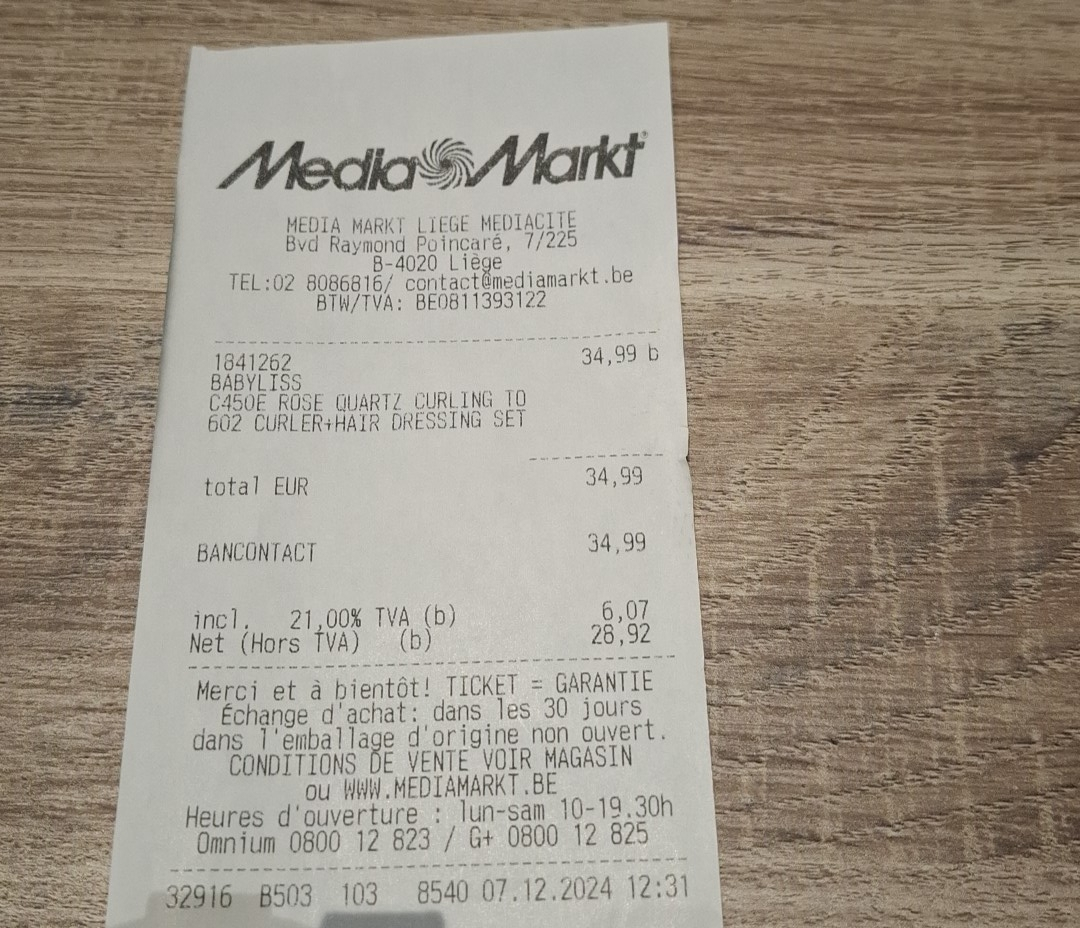 Media Markt®
MEDIA MARKT LIEGE MEDIACITE
Bvd Raymond Poincaré, 7/225
B-4020 Liège
TEL:02 8086816/ contact@mediamarkt.be
BTW/TVA: BE0811393122
1841262 34,99 b
BABYLISS
C450E ROSE QUARTZ CURLING TO
602 CURLER+HAIR DRESSING SET
total EUR 34,99
BANCONTACT 34,99
incl. 21,00% TVA (b) 6,07
Net (Hors TVA) (b) 28,92
Merci et à bientôt! TICKET = GARANTIE
Échange d'achat: dans les 30 jours
dans l'emballage d'origine non ouvert.
CONDITIONS DE VENTE VOIR MAGASIN
ou WWW.MEDIAMARKT.BE
Heures d'ouverture : lun-sam 10-19.30h
Omnium 0800 12 823 / G+ 0800 12 825
32916 B503 103 8540 07.12.2024 12:31